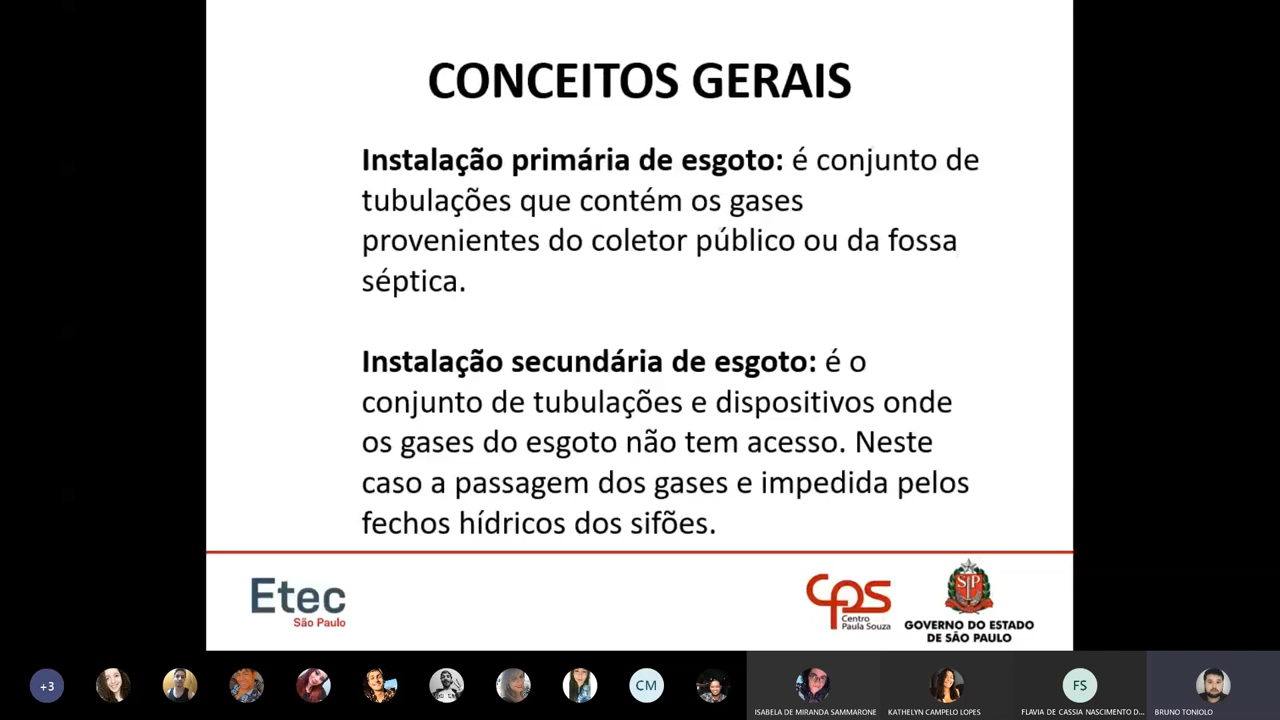 CONCEITOS GERAIS
Instalação primária de esgoto: é conjunto de
tubulações que contém os gases
provenientes do coletor público ou da fossa
séptica.
Instalação secundária de esgoto: é o
conjunto de tubulações e dispositivos onde
os gases do esgoto não tem acesso. Neste
caso a passagem dos gases e impedida pelos
fechos hídricos dos sifões.
Etec
São Paulo
CPS
Centro
Paula Souza
SP
GOVERNO DO ESTADO
DE SÃO PAULO
+3
CM
FS
ISABELA DE MIRANDA SAMMARONE
KATHELYN CAMPELO LOPES
FLAVIA DE CASSIA NASCIMENTO D...
BRUNO TONIOLO